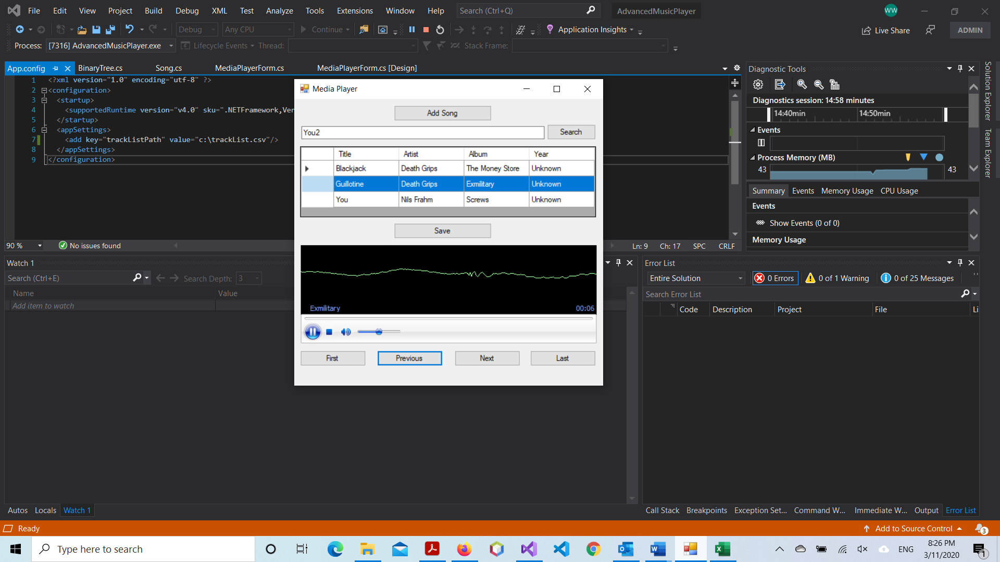 File Edit View Project Build Debug XML Test Analyze Tools Extensions Window Help Search (Ctrl+Q) AdvancedMusicPlayer WW
Debug Any CPU Continue Application Insights Live Share ADMIN
Process: [7316] AdvancedMusicPlayer.exe Lifecycle Events Thread: Stack Frame:
App.config BinaryTree.cs Song.cs MediaPlayerForm.cs MediaPlayerForm.cs [Design]
1 <?xml version="1.0" encoding="utf-8" ?>
2 <configuration>
3 <startup>
4 <supportedRuntime version="v4.0" sku=".NETFramework,Ver
5 </startup>
6 <appSettings>
7 <add key="trackListPath" value="c:\trackList.csv"/>
8 </appSettings>
9 </configuration>
90 % No issues found Ln: 9 Ch: 17 SPC CRLF
Media Player
Add Song
You2 Search
Title Artist Album Year
Blackjack Death Grips The Money Store Unknown
Guillotine Death Grips Exmilitary Unknown
You Nils Frahm Screws Unknown
Save
Exmilitary 00:06
First Previous Next Last
Diagnostic Tools
Diagnostics session: 14:58 minutes
14:40min 14:50min
Events
Process Memory (MB)
43 43
Summary Events Memory Usage CPU Usage
Events
Show Events (0 of 0)
Memory Usage
Solution Explorer
Team Explorer
Watch 1
Search (Ctrl+E) Search Depth: 3
Name Value
Add item to watch
Autos Locals Watch 1
Error List
Entire Solution 0 Errors 0 of 1 Warning 0 of 25 Messages
Search Error List
Code Description Project File Li
Call Stack Breakpoints Exception Set... Command W... Immediate W... Output Error List
Ready Add to Source Control 3
Type here to search ENG 8:26 PM
3/11/2020 1